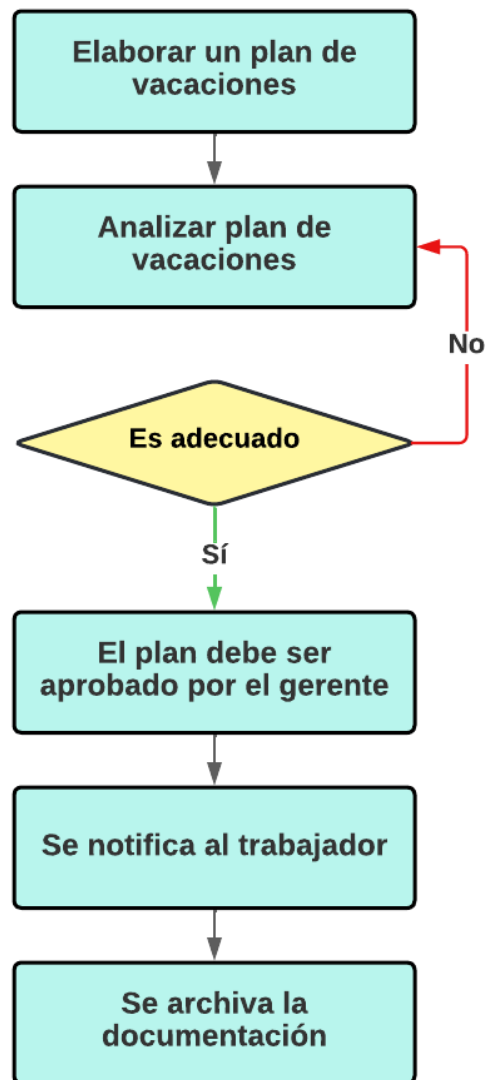 Elaborar un plan de
vacaciones
Analizar plan de
vacaciones
No
Es adecuado
Sí
El plan debe ser
aprobado por el gerente
Se notifica al trabajador
Se archiva la
documentación